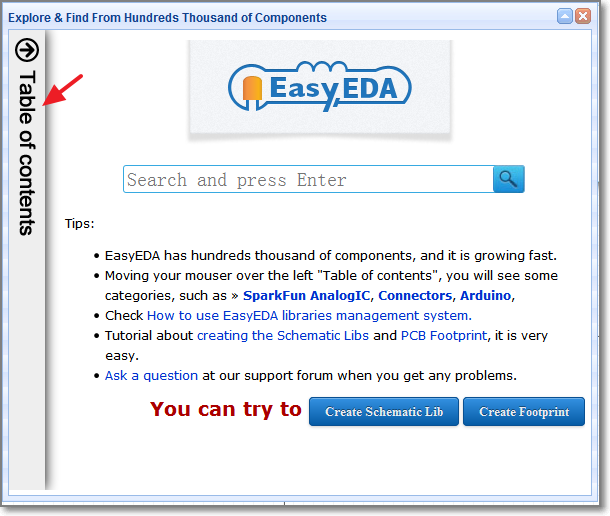 Explore & Find From Hundreds Thousand of Components
Table of contents
EasyEDA
Search and press Enter
Tips:
• EasyEDA has hundreds thousand of components, and it is growing fast.
• Moving your mouser over the left "Table of contents", you will see some
categories, such as » SparkFun AnalogIC, Connectors, Arduino,
• Check How to use EasyEDA libraries management system.
• Tutorial about creating the Schematic Libs and PCB Footprint, it is very
easy.
• Ask a question at our support forum when you get any problems.
You can try to Create Schematic Lib Create Footprint